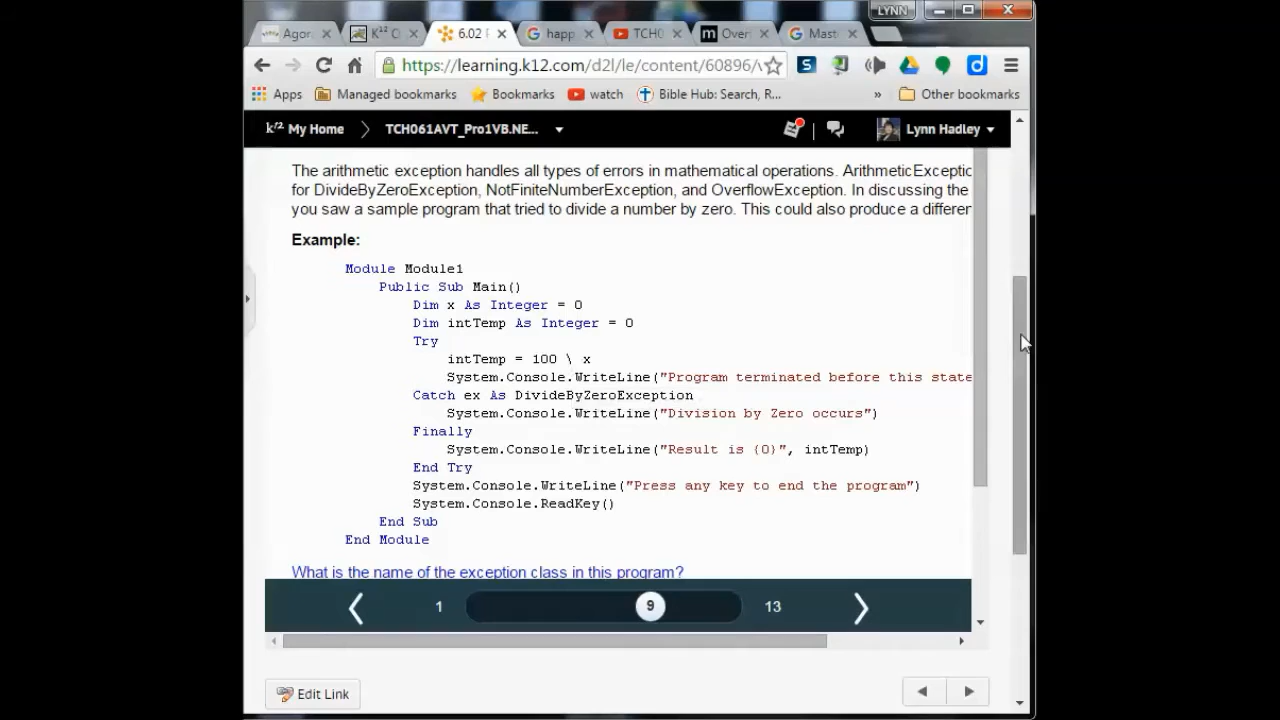 LYNN
Agor
K¹² C
6.02 F
happ
TCHO
Over
Mast
https://learning.k12.com/d2l/le/content/60896/v
Apps Managed bookmarks Bookmarks watch Bible Hub: Search, R... » Other bookmarks
k¹² My Home TCH061AVT_Pro1VB.NE... Lynn Hadley
The arithmetic exception handles all types of errors in mathematical operations. ArithmeticExceptic
for DivideByZeroException, NotFiniteNumberException, and OverflowException. In discussing the
you saw a sample program that tried to divide a number by zero. This could also produce a differer
Example:
Module Module1
Public Sub Main()
Dim x As Integer = 0
Dim intTemp As Integer = 0
Try
intTemp = 100 \ x
System.Console.WriteLine("Program terminated before this state
Catch ex As DivideByZeroException
System.Console.WriteLine("Division by Zero occurs")
Finally
System.Console.WriteLine("Result is {0}", intTemp)
End Try
System.Console.WriteLine("Press any key to end the program")
System.Console.ReadKey()
End Sub
End Module
What is the name of the exception class in this program?
1 9 13
Edit Link